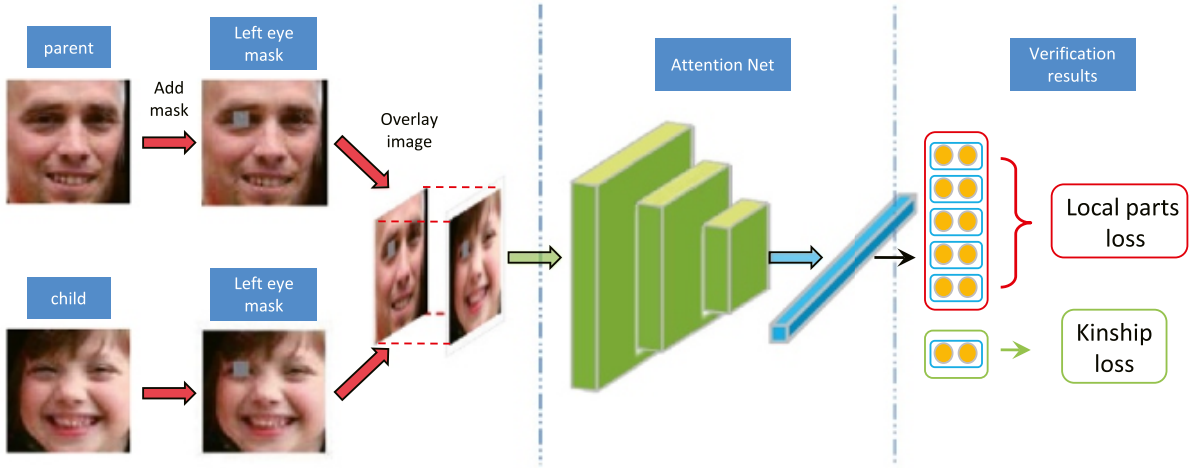 parent
Left eye
mask
Add
mask
Overlay
image
child
Left eye
mask
Attention Net
Verification
results
Local parts
loss
Kinship
loss